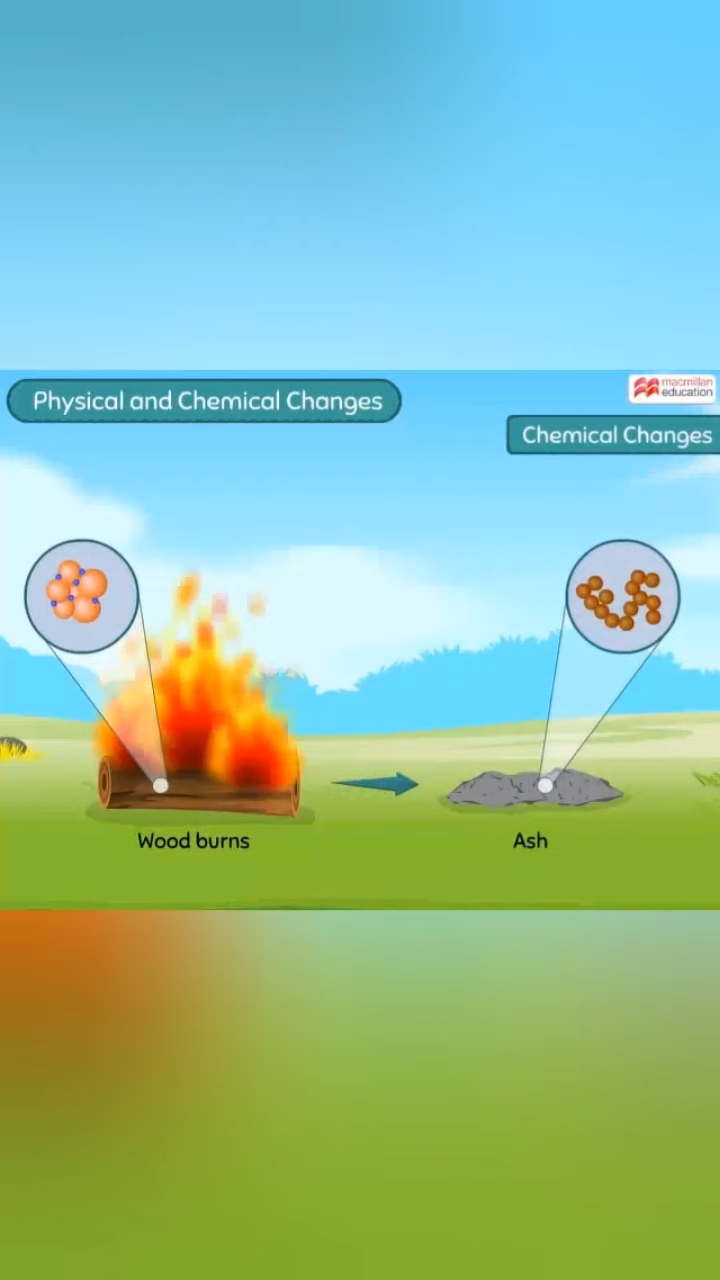 Physical and Chemical Changes
macmillan
education
Chemical Changes
Wood burns
Ash